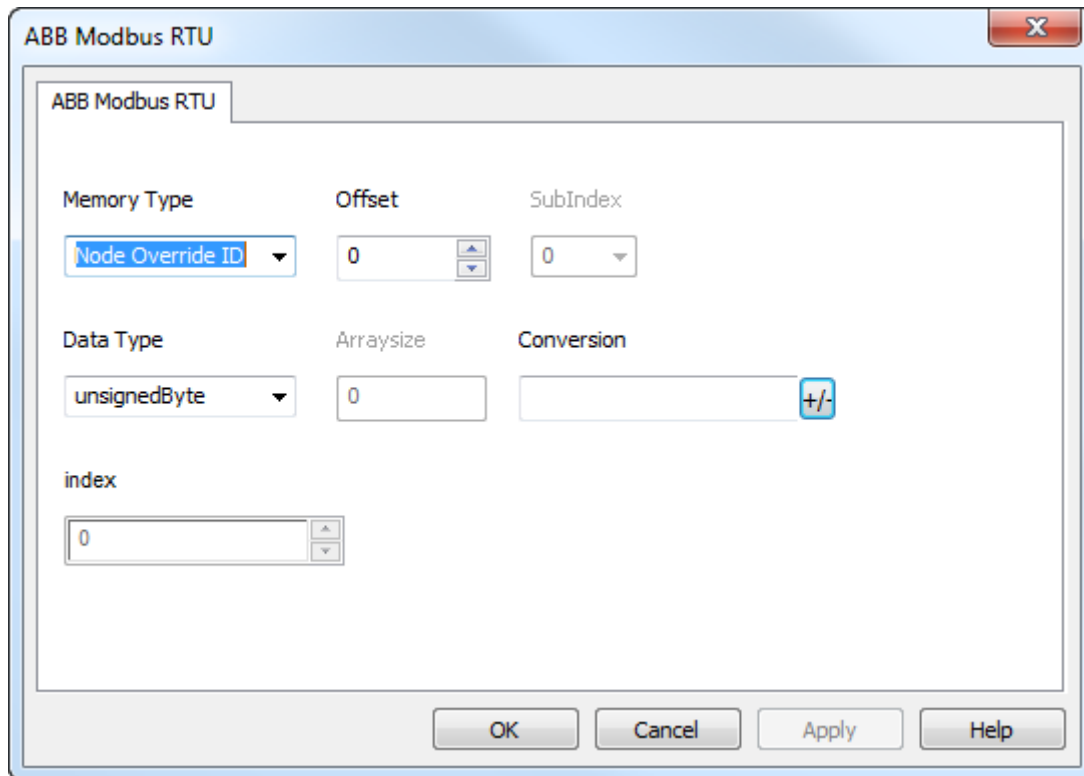 ABB Modbus RTU
ABB Modbus RTU
Memory Type Offset SubIndex
Node Override ID 0 0
Data Type Arraysize Conversion
unsignedByte 0 +/-
index
0
OK Cancel Apply Help